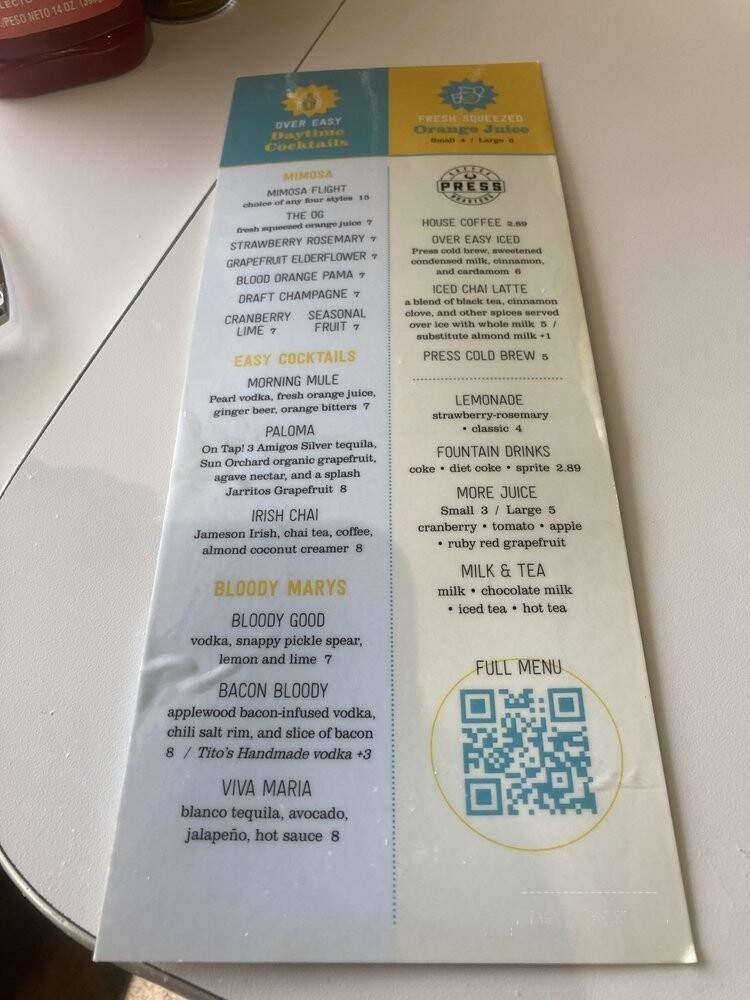 /PESO NETO 14 OZ.
OVER EASY
Daytime
Cocktails
MIMOSA
MIMOSA FLIGHT
choice of any four styles 15
THE OG
fresh squeezed orange juice 7
STRAWBERRY ROSEMARY 7
GRAPEFRUIT ELDERFLOWER 7
BLOOD ORANGE PAMA 7
DRAFT CHAMPAGNE 7
CRANBERRY
LIME 7
SEASONAL
FRUIT 7
EASY COCKTAILS
MORNING MULE
Pearl vodka, fresh orange juice,
ginger beer, orange bitters 7
PALOMA
On Tap! 3 Amigos Silver tequila,
Sun Orchard organic grapefruit,
agave nectar, and a splash
Jarritos Grapefruit 8
IRISH CHAI
Jameson Irish, chai tea, coffee,
almond coconut creamer 8
BLOODY MARYS
BLOODY GOOD
vodka, snappy pickle spear,
lemon and lime 7
BACON BLOODY
applewood bacon-infused vodka,
chili salt rim, and slice of bacon
8 / Tito's Handmade vodka +3
VIVA MARIA
blanco tequila, avocado,
jalapeño, hot sauce 8
FRESH SQUEEZED
Orange Juice
Small 4 / Large 6
COFFEE
PRESS
ROASTERS
HOUSE COFFEE 2.89
OVER EASY ICED
Press cold brew, sweetened
condensed milk, cinnamon,
and cardamom 6
ICED CHAI LATTE
a blend of black tea, cinnamon
clove, and other spices served
over ice with whole milk 5 /
substitute almond milk +1
PRESS COLD BREW 5
LEMONADE
strawberry-rosemary
• classic 4
FOUNTAIN DRINKS
coke • diet coke • sprite 2.89
MORE JUICE
Small 3 / Large 5
cranberry • tomato • apple
• ruby red grapefruit
MILK & TEA
milk • chocolate milk
• iced tea • hot tea
FULL MENU